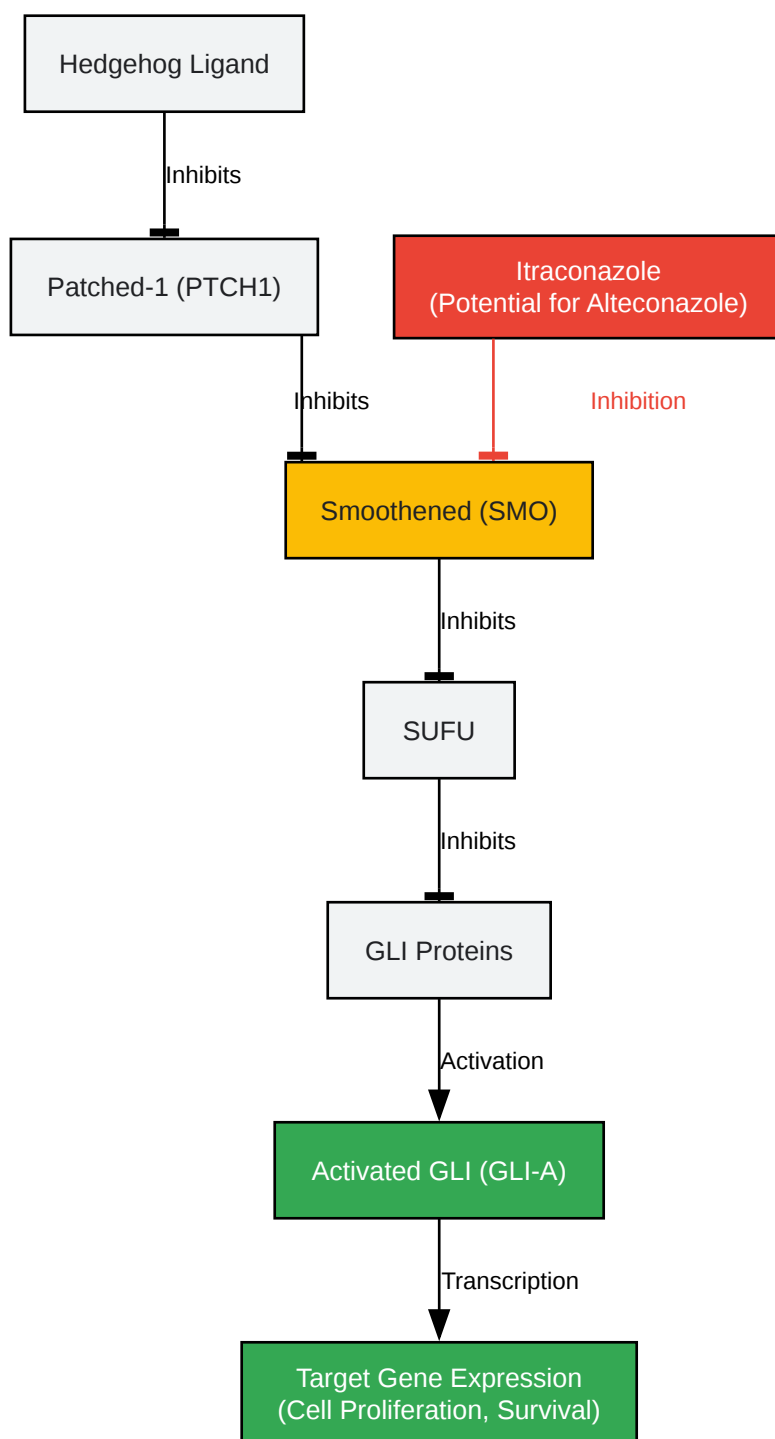 Hedgehog Ligand
Inhibits
Patched-1 (PTCH1)
Itraconazole
(Potential for Alteconazole)
Inhibits
Inhibition
Smoothened (SMO)
Inhibits
SUFU
Inhibits
GLI Proteins
Activation
Activated GLI (GLI-A)
Transcription
Target Gene Expression
(Cell Proliferation, Survival)